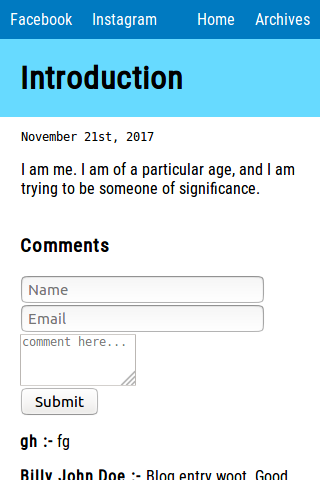 Facebook Instagram Home Archives
Introduction
November 21st, 2017
I am me. I am of a particular age, and I am
trying to be someone of significance.
Comments
Name
Email
comment here...
Submit
gh :- fg
Billy John Doe :- Blog entry woot. Good